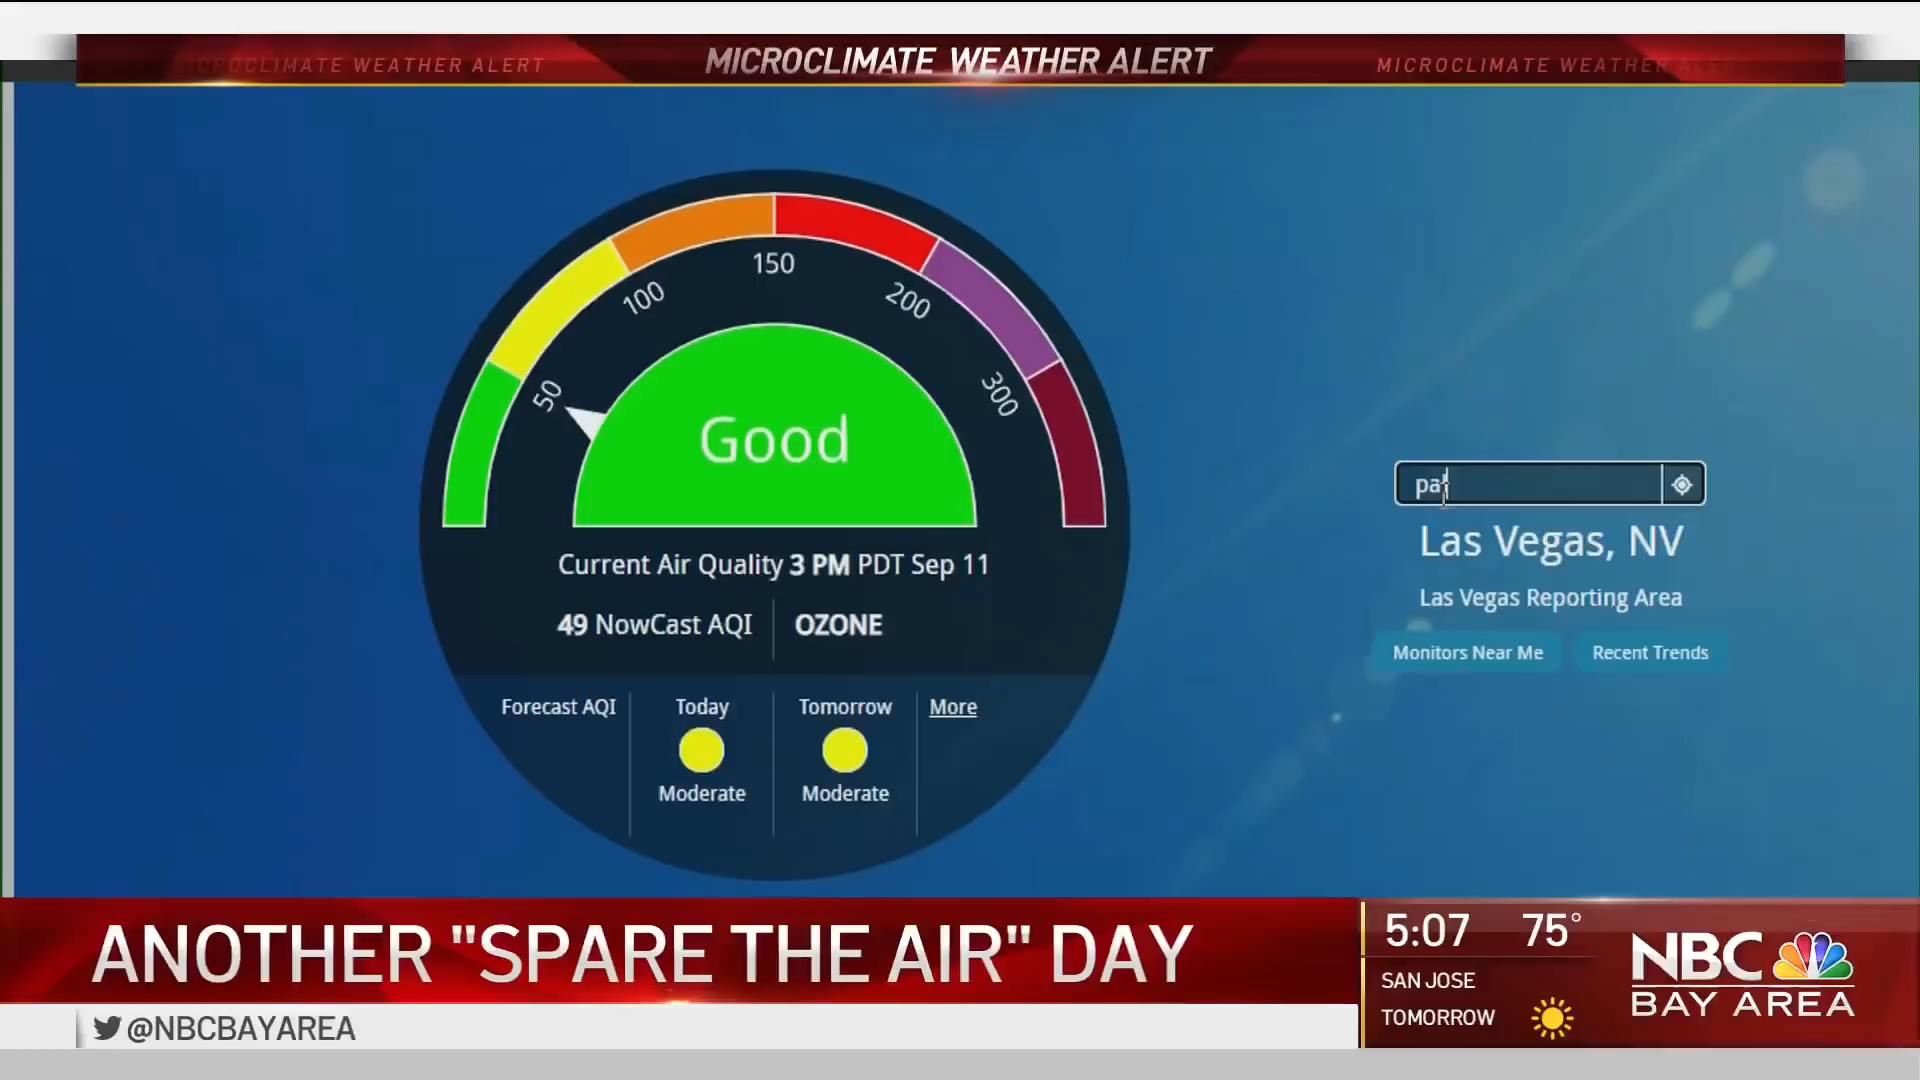 MICROCLIMATE WEATHER ALERT
MICROCLIMATE WEATHER ALERT
MICROCLIMATE WEATHER
50
100
150
200
300
Good
Current Air Quality 3 PM PDT Sep 11
49 NowCast AQI
OZONE
Forecast AQI
Today
Moderate
Tomorrow
Moderate
More
Las Vegas, NV
Las Vegas Reporting Area
Monitors Near Me
Recent Trends
ANOTHER "SPARE THE AIR" DAY
@NBCBAYAREA
5:07 75°
SAN JOSE
TOMORROW
NBC
BAY AREA